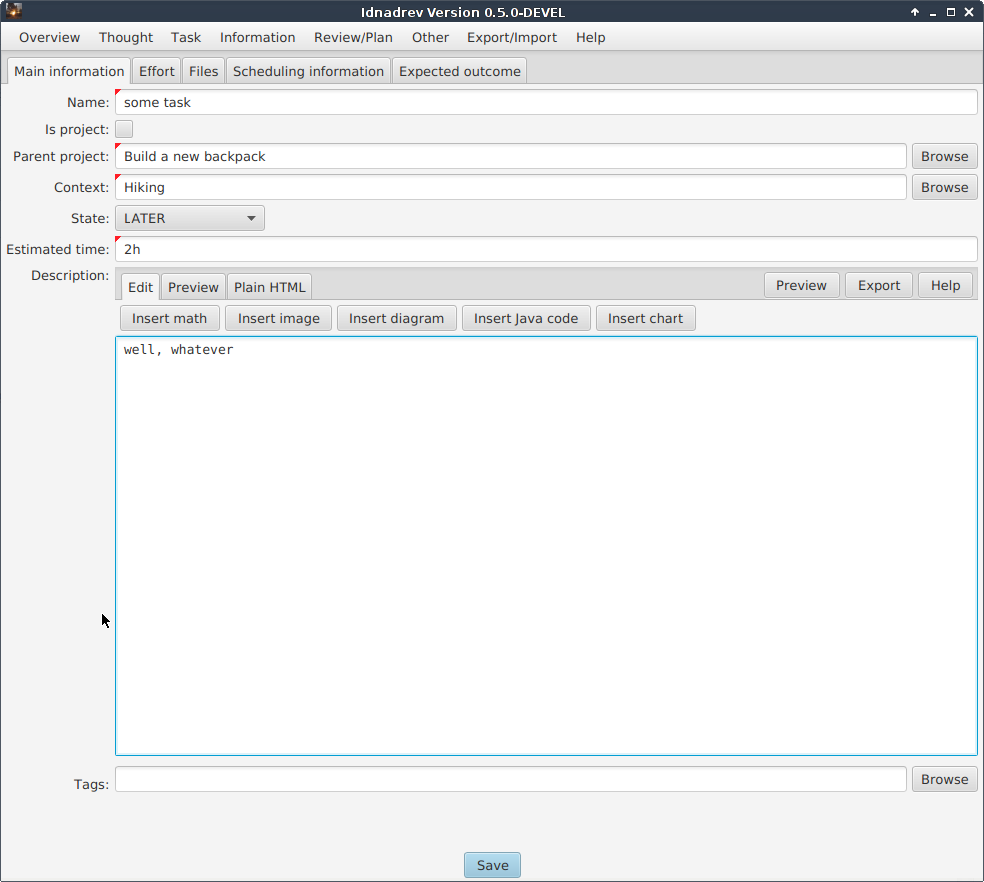 Idnadrev Version 0.5.0-DEVEL
Overview Thought Task Information Review/Plan Other Export/Import Help
Main information Effort Files Scheduling information Expected outcome
Name: some task
Is project:
Parent project: Build a new backpack Browse
Context: Hiking Browse
State: LATER
Estimated time: 2h
Description: Edit Preview Plain HTML Preview Export Help
Insert math Insert image Insert diagram Insert Java code Insert chart
well, whatever
Tags: Browse
Save